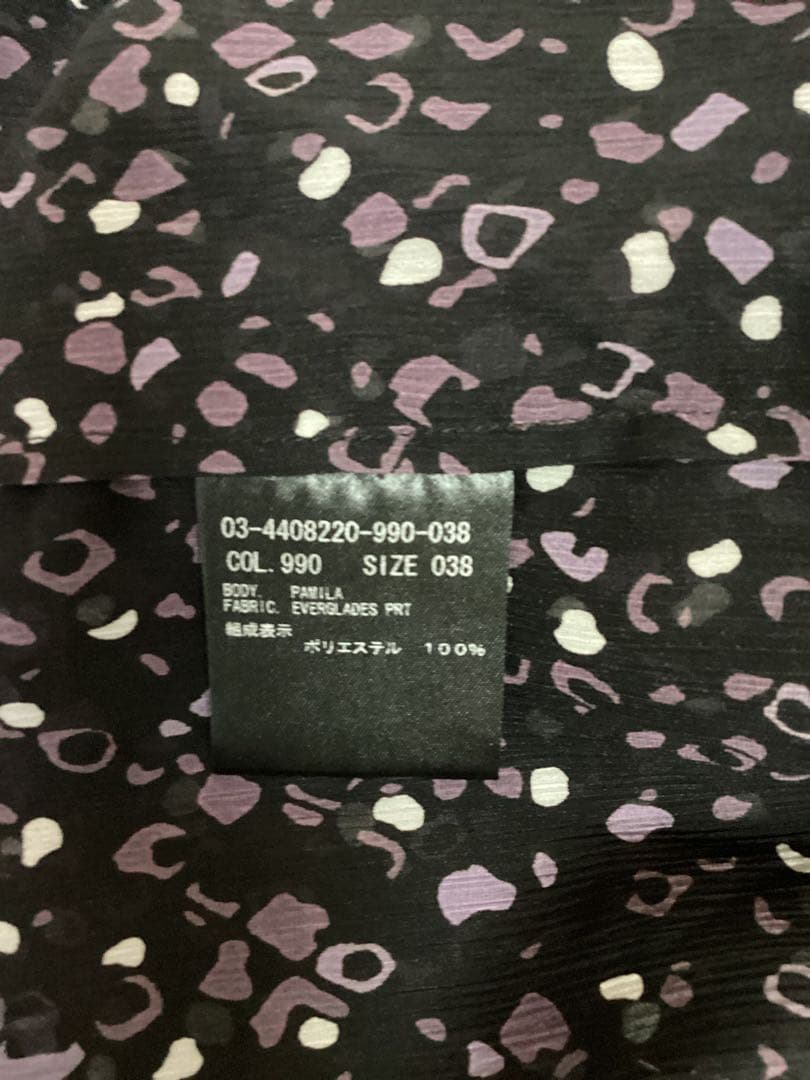 03-4408220-990-038
COL. 990 SIZE 038
BODY. PAMILA
FABRIC. EVERGLADES PRT
組成表示
ポリエステル 100%